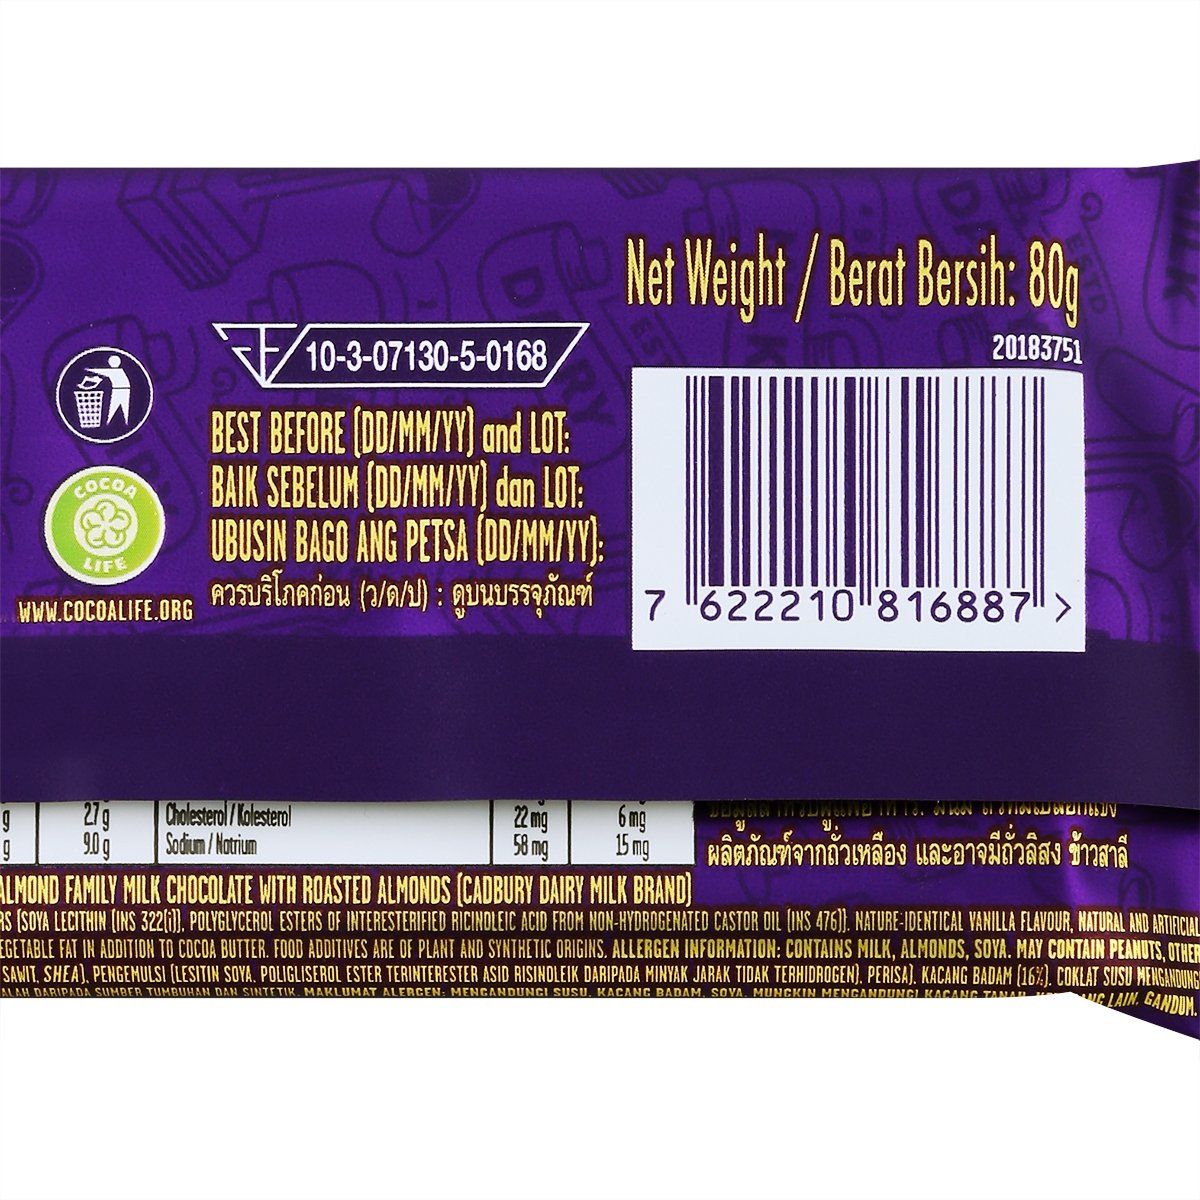 Net Weight / Berat Bersih: 80g
20183751
10-3-07130-5-0168
BEST BEFORE (DD/MM/YY) and LOT:
BAIK SEBELUM (DD/MM/YY) dan LOT:
UBUSIN BAGO ANG PETSA (DD/MM/YY):
ควรบริโภคก่อน (ว/ด/ป) : ดูบนบรรจุภัณฑ์
COCOA
LIFE
WWW.COCOALIFE.ORG
7 622210 816887 >
g 2.7 g Cholesterol / Kolesterol 22 mg 6 mg
g 9.0 g Sodium / Natrium 58 mg 15 mg
ผลิตภัณฑ์จากถั่วเหลือง และอาจมีถั่วลิสง ข้าวสาลี
ALMOND FAMILY MILK CHOCOLATE WITH ROASTED ALMONDS (CADBURY DAIRY MILK BRAND)
RS (SOYA LECITHIN (INS 322(i)), POLYGLYCEROL ESTERS OF INTERESTERIFIED RICINOLEIC ACID FROM NON-HYDROGENATED CASTOR OIL (INS 476)), NATURE-IDENTICAL VANILLA FLAVOUR, NATURAL AND ARTIFICIAL
EGETABLE FAT IN ADDITION TO COCOA BUTTER. FOOD ADDITIVES ARE OF PLANT AND SYNTHETIC ORIGINS. ALLERGEN INFORMATION: CONTAINS MILK, ALMONDS, SOYA. MAY CONTAIN PEANUTS, OTHER
SAWIT, SHEA), PENGEMULSI (LESITIN SOYA, POLIGLISEROL ESTER TERINTERESTER ASID RISINOLEIK DARIPADA MINYAK JARAK TIDAK TERHIDROGEN), PERISA), KACANG BADAM (16%). COKLAT SUSU MENGANDUNG
LAH DARIPADA SUMBER TUMBUHAN DAN SINTETIK. MAKLUMAT ALERGEN: MENGANDUNGI SUSU, KACANG BADAM, SOYA. MUNGKIN MENGANDUNGI KACANG TANAH, LAIN, GANDUM.